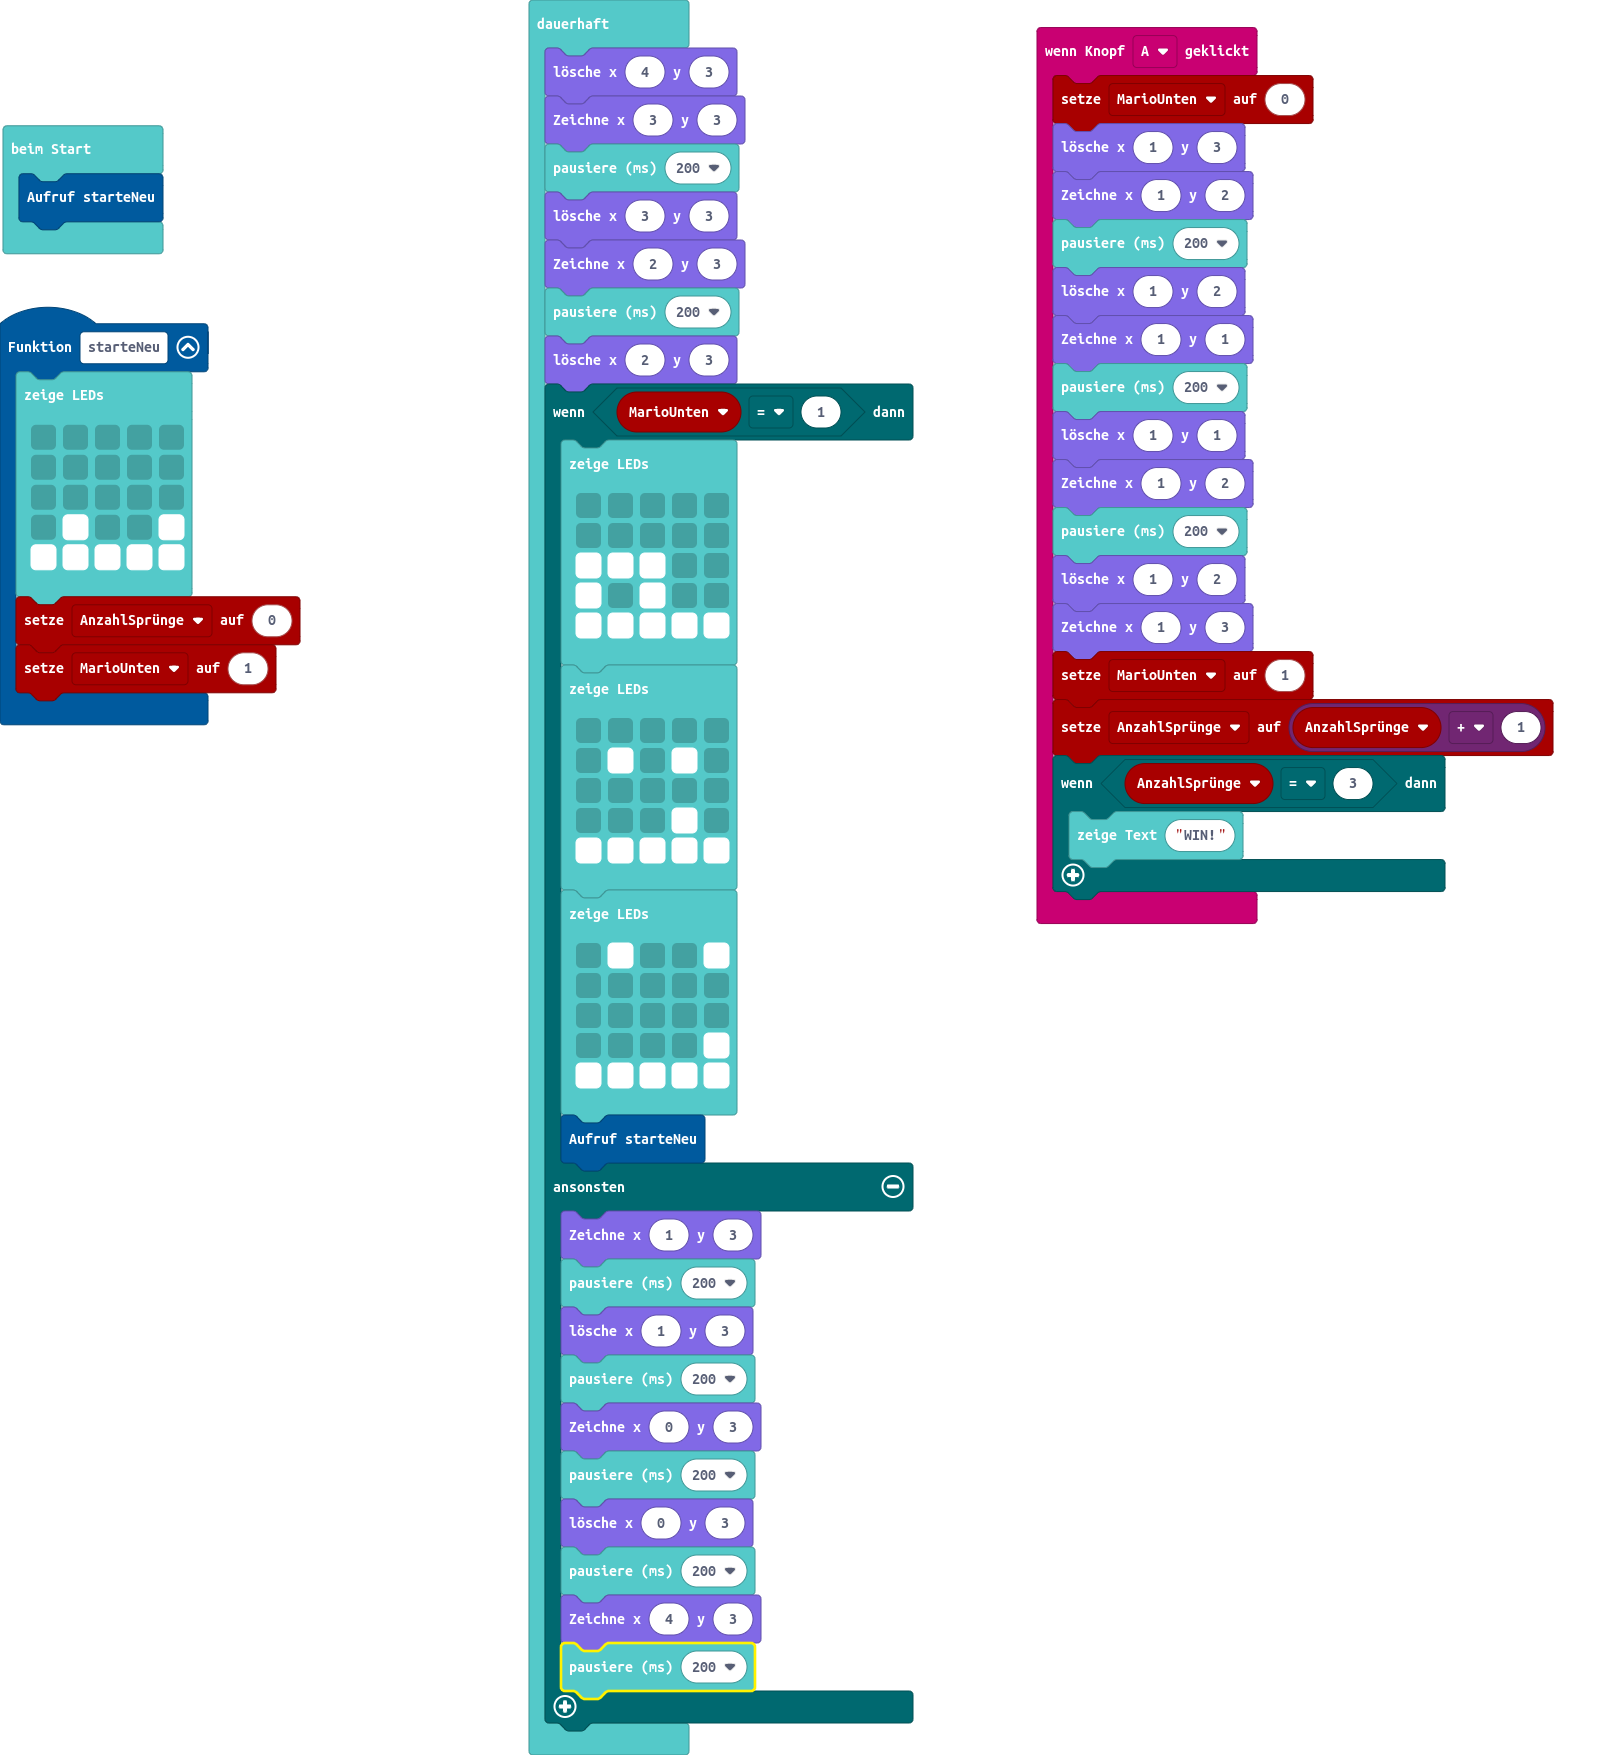 beim Start
Aufruf starteNeu
Funktion starteNeu
zeige LEDs
setze AnzahlSprünge auf 0
setze MarioUnten auf 1
dauerhaft
lösche x 4 y 3
Zeichne x 3 y 3
pausiere (ms) 200
lösche x 3 y 3
Zeichne x 2 y 3
pausiere (ms) 200
lösche x 2 y 3
wenn MarioUnten = 1 dann
zeige LEDs
zeige LEDs
zeige LEDs
Aufruf starteNeu
ansonsten
Zeichne x 1 y 3
pausiere (ms) 200
lösche x 1 y 3
pausiere (ms) 200
Zeichne x 0 y 3
pausiere (ms) 200
lösche x 0 y 3
pausiere (ms) 200
Zeichne x 4 y 3
pausiere (ms) 200
wenn Knopf A geklickt
setze MarioUnten auf 0
lösche x 1 y 3
Zeichne x 1 y 2
pausiere (ms) 200
lösche x 1 y 2
Zeichne x 1 y 1
pausiere (ms) 200
lösche x 1 y 1
Zeichne x 1 y 2
pausiere (ms) 200
lösche x 1 y 2
Zeichne x 1 y 3
setze MarioUnten auf 1
setze AnzahlSprünge auf AnzahlSprünge + 1
wenn AnzahlSprünge = 3 dann
zeige Text "WIN!"